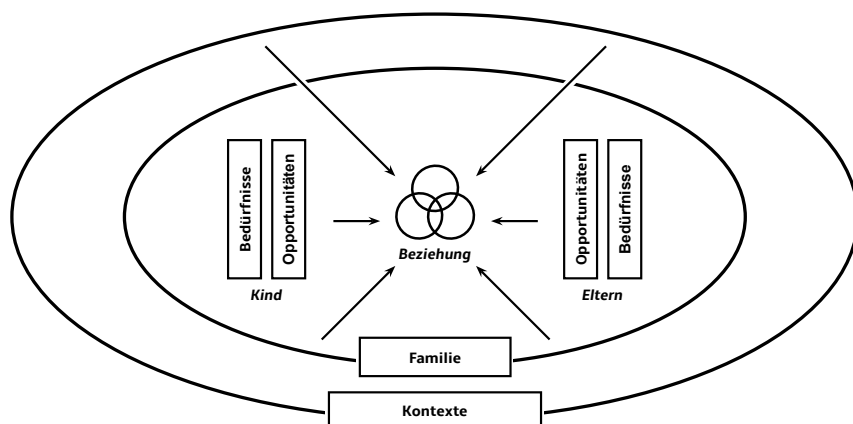 Bedürfnisse
Opportunitäten
Kind
Beziehung
Opportunitäten
Bedürfnisse
Eltern
Familie
Kontexte